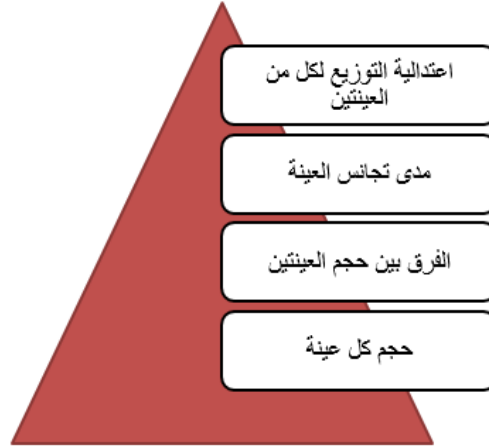 اعتدالية التوزيع لكل من
العينتين
مدى تجانس العينة
الفرق بين حجم العينتين
حجم كل عينة